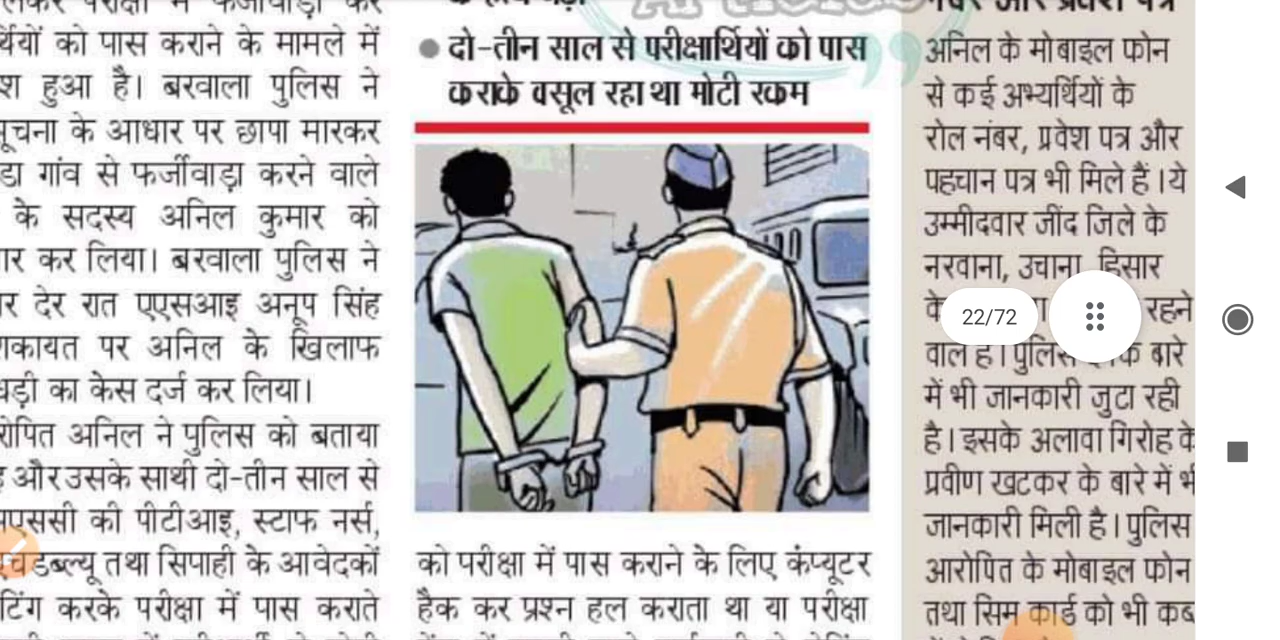 र्थियों को पास कराने के मामले में
श हुआ है। बरवाला पुलिस ने
सूचना के आधार पर छापा मारकर
डा गांव से फर्जीवाड़ा करने वाले
के सदस्य अनिल कुमार को
ार कर लिया। बरवाला पुलिस ने
र देर रात एएसआइ अनूप सिंह
शिकायत पर अनिल के खिलाफ
धड़ी का केस दर्ज कर लिया।
रोपित अनिल ने पुलिस को बताया
और उसके साथी दो-तीन साल से
एससी की पीटीआइ, स्टाफ नर्स,
एचडब्ल्यू तथा सिपाही के आवेदकों
टिंग करके परीक्षा में पास कराते
● दो-तीन साल से परीक्षार्थियों को पास
कराके वसूल रहा था मोटी रकम
को परीक्षा में पास कराने के लिए कंप्यूटर
हैक कर प्रश्न हल कराता था या परीक्षा
अनिल के मोबाइल फोन
से कई अभ्यर्थियों के
रोल नंबर, प्रवेश पत्र और
पहचान पत्र भी मिले हैं। ये
उम्मीदवार जींद जिले के
नरवाना, उचाना, हिसार
के रहने
वाले हैं। पुलिस के बारे
में भी जानकारी जुटा रही
है। इसके अलावा गिरोह के
प्रवीण खटकर के बारे में भ
जानकारी मिली है। पुलिस
आरोपित के मोबाइल फोन
तथा सिम कार्ड को भी कब्
22/72